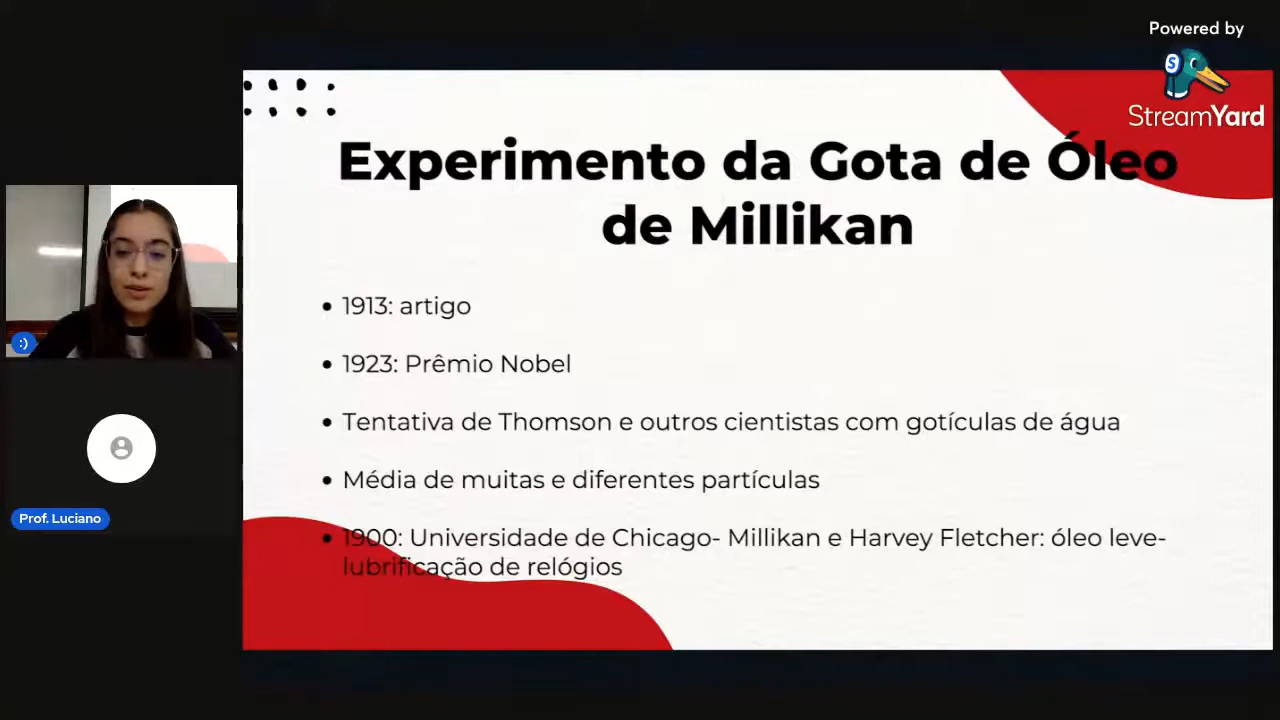 Powered by
StreamYard
Experimento da Gota de Óleo
de Millikan
1913: artigo
1923: Prêmio Nobel
Tentativa de Thomson e outros cientistas com gotículas de água
Média de muitas e diferentes partículas
1900: Universidade de Chicago- Millikan e Harvey Fletcher: óleo leve-
lubrificação de relógios
:)
Prof. Luciano